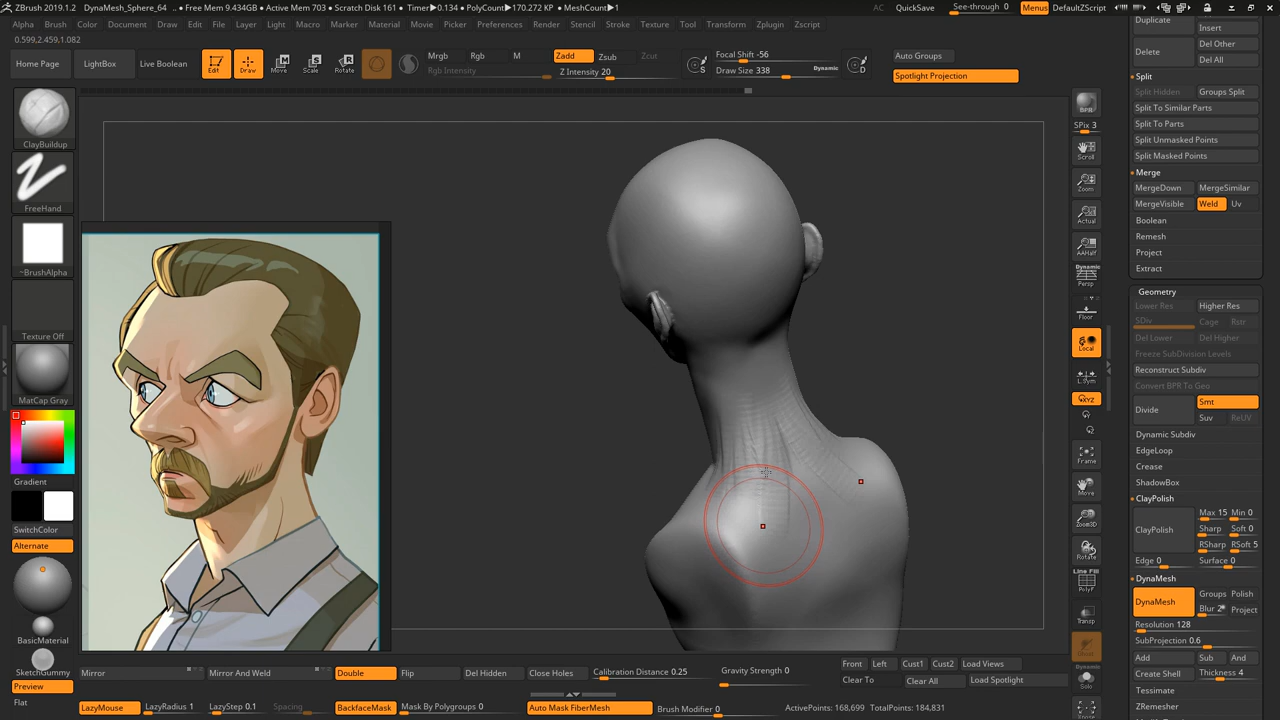 ZBrush 2019.1.2 DynaMesh_Sphere_64 .. • Free Mem 9.434GB • Active Mem 703 • Scratch Disk 161 • Timer▸0.134 • PolyCount▸170.272 KP • MeshCount▸1
AC QuickSave See-through 0 Menus DefaultZScript
Alpha Brush Color Document Draw Edit File Layer Light Macro Marker Material Movie Picker Preferences Render Stencil Stroke Texture Tool Transform Zplugin Zscript
0.599,2.459,1.082
Home Page LightBox Live Boolean
Edit Draw Move Scale Rotate
Mrgb Rgb M Zadd Zsub Zcut
Rgb Intensity Z Intensity 20
Focal Shift -56
Draw Size 338 Dynamic
S D
Auto Groups
Spotlight Projection
ClayBuildup
FreeHand
~BrushAlpha
Texture Off
MatCap Gray
Gradient
SwitchColor
Alternate
BasicMaterial
SketchGummy
Preview
Flat
BPR
SPix 3
Scroll
Zoom
Actual
AAHalf
Dynamic
Persp
Floor
Local
L.Sym
XYZ
Frame
Move
Zoom3D
Rotate
Line Fill
PolyF
Transp
Ghost
Dynamic
Solo
Xpose
Duplicate Insert
Delete Del Other
Del All
Split
Split Hidden Groups Split
Split To Similar Parts
Split To Parts
Split Unmasked Points
Split Masked Points
Merge
MergeDown MergeSimilar
MergeVisible Weld Uv
Boolean
Remesh
Project
Extract
Geometry
Lower Res Higher Res
SDiv Cage Rstr
Del Lower Del Higher
Freeze SubDivision Levels
Reconstruct Subdiv
Convert BPR To Geo
Divide Smt
Suv ReUV
Dynamic Subdiv
EdgeLoop
Crease
ShadowBox
ClayPolish
ClayPolish Max 15 Min 0
Sharp Soft 0
RSharp RSoft 5
Edge 0 Surface 0
DynaMesh
DynaMesh Groups Polish
Blur 2 Project
Resolution 128
SubProjection 0.6
Add Sub And
Create Shell Thickness 4
Tessimate
ZRemesher
Mirror Mirror And Weld Double Flip Del Hidden Close Holes Calibration Distance 0.25 Gravity Strength 0
Front Left Cust1 Cust2 Load Views
Clear To Clear All Load Spotlight
LazyMouse LazyRadius 1 LazyStep 0.1 Spacing BackfaceMask Mask By Polygroups 0 Auto Mask FiberMesh Brush Modifier 0 ActivePoints: 168,699 TotalPoints: 184,831